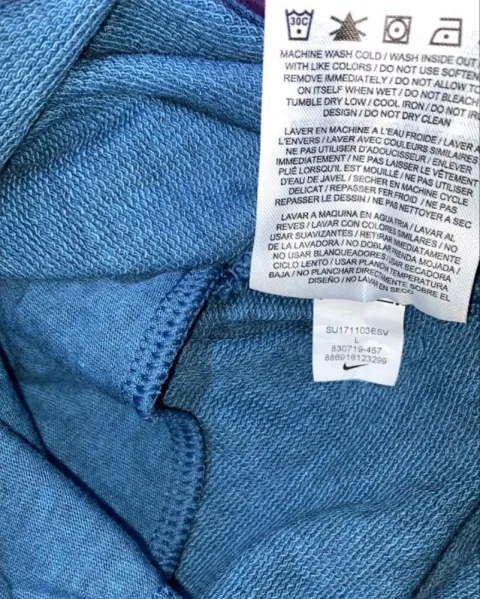 30C
MACHINE WASH COLD / WASH INSIDE OUT
WITH LIKE COLORS / DO NOT USE SOFTEN
REMOVE IMMEDIATELY / DO NOT ALLOW TO
ON ITSELF WHEN WET / DO NOT BLEACH
TUMBLE DRY LOW / COOL IRON / DO NOT IR
DESIGN / DO NOT DRY CLEAN
LAVER EN MACHINE A L'EAU FROIDE / LAVER A
L'ENVERS / LAVER AVEC COULEURS SIMILAIRES
NE PAS UTILISER D'ADOUCISSEUR / ENLEVER
IMMEDIATEMENT / NE PAS LAISSER LE VÊTEMENT
PLIÉ LORSQU'IL EST MOUILLÉ / NE PAS UTILISER
D'EAU DE JAVEL / SECHER EN MACHINE CYCLE
DELICAT / REPASSER FER FROID / NE PAS
REPASSER LE DESSIN / NE PAS NETTOYER A SEC
LAVAR A MAQUINA EN AGUA FRIA / LAVAR AL
REVES / LAVAR CON COLORES SIMILARES / NO
USAR SUAVIZANTES / RETIRAR INMEDIATAMENTE
DE LA LAVADORA / NO DOBLAR PRENDA MOJADA /
NO USAR BLANQUEADORES / USAR SECADORA
CICLO LENTO / USAR PLANCHA TEMPERATURA
BAJA / NO PLANCHAR DIRECTAMENTE SOBRE EL
DISEÑO / NO LAVAR EN SECO
SU171103ESV
L
830719-457
886916123299